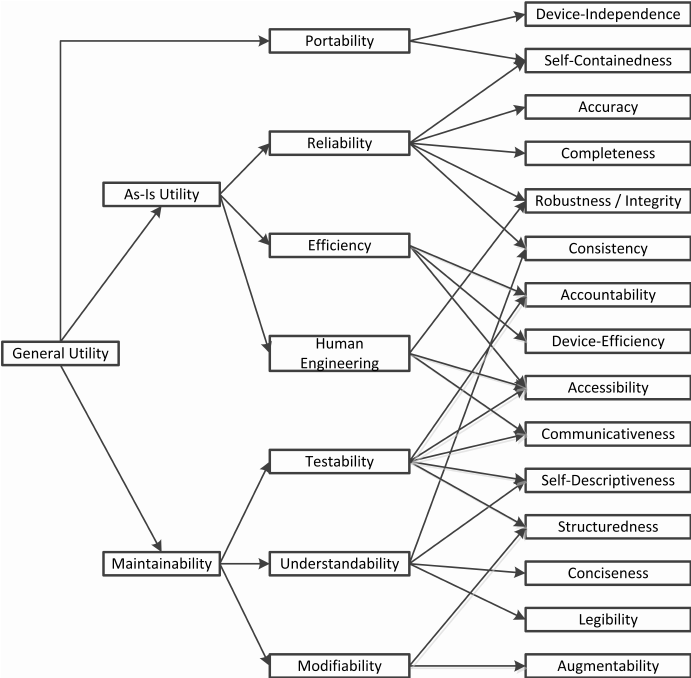 General Utility
As-Is Utility
Maintainability
Portability
Reliability
Efficiency
Human
Engineering
Testability
Understandability
Modifiability
Device-Independence
Self-Containedness
Accuracy
Completeness
Robustness / Integrity
Consistency
Accountability
Device-Efficiency
Accessibility
Communicativeness
Self-Descriptiveness
Structuredness
Conciseness
Legibility
Augmentability